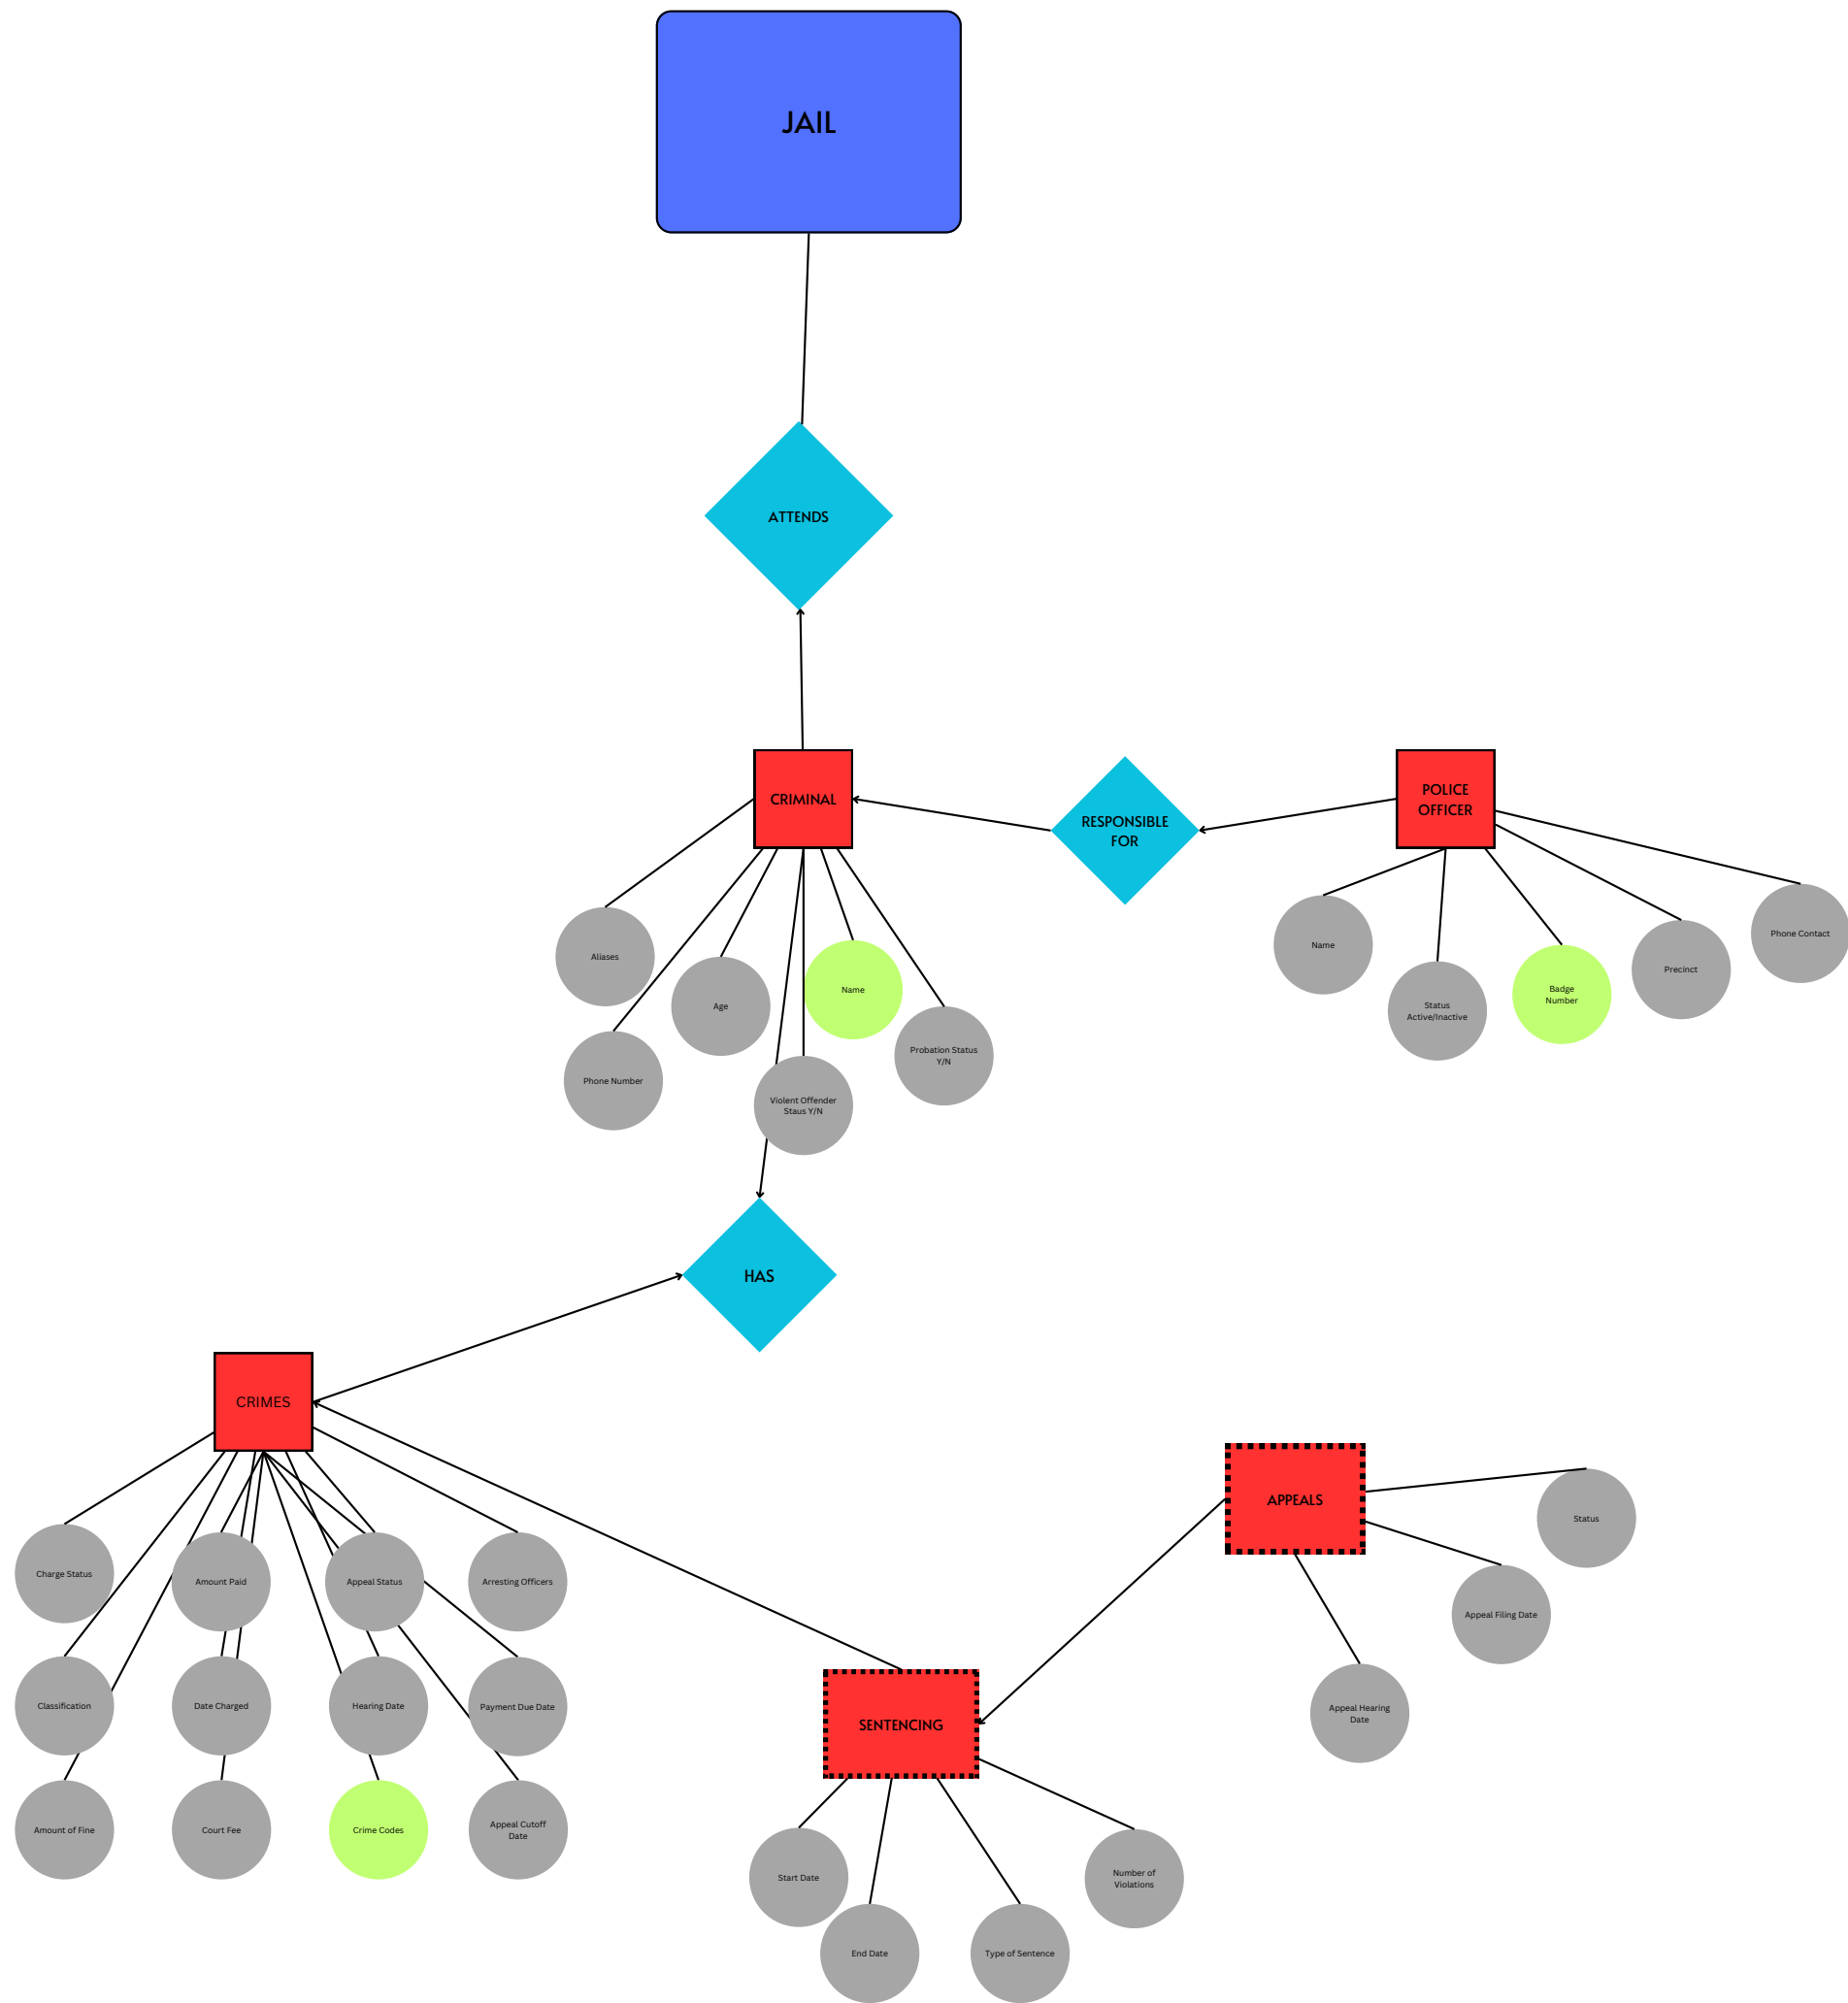 JAIL
ATTENDS
CRIMINAL
RESPONSIBLE
FOR
POLICE
OFFICER
Aliases
Age
Name
Phone Number
Violent Offender
Staus Y/N
Probation Status
Y/N
Name
Status
Active/Inactive
Badge
Number
Precinct
Phone Contact
HAS
CRIMES
Charge Status
Amount Paid
Appeal Status
Arresting Officers
Classification
Date Charged
Hearing Date
Payment Due Date
Amount of Fine
Court Fee
Crime Codes
Appeal Cutoff
Date
APPEALS
Status
Appeal Filing Date
Appeal Hearing
Date
SENTENCING
Start Date
End Date
Type of Sentence
Number of
Violations